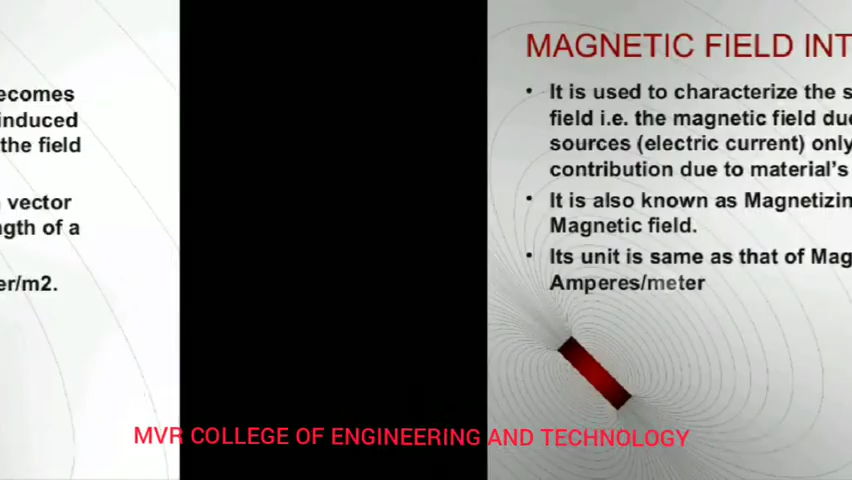 ecomes
induced
the field
vector
ngth of a
er/m2.
MAGNETIC FIELD INT
• It is used to characterize the s
field i.e. the magnetic field due
sources (electric current) only
contribution due to material's
• It is also known as Magnetizin
Magnetic field.
• Its unit is same as that of Mag
Amperes/meter
MVR COLLEGE OF ENGINEERING AND TECHNOLOGY